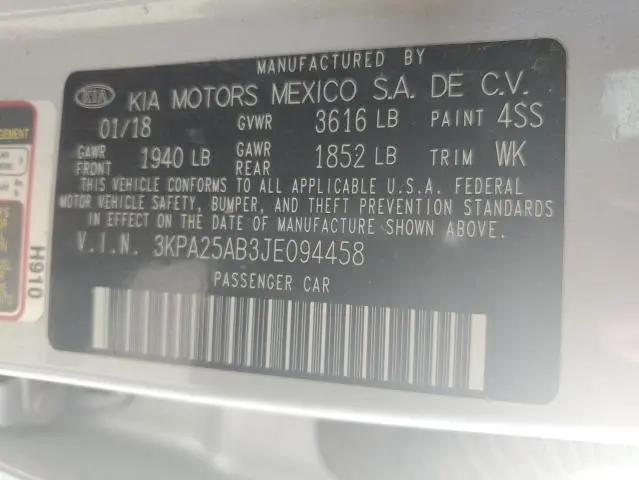 MANUFACTURED BY
KIA KIA MOTORS MEXICO S.A. DE C.V.
01/18 GVWR 3616 LB PAINT 4SS
GAWR FRONT 1940 LB GAWR REAR 1852 LB TRIM WK
THIS VEHICLE CONFORMS TO ALL APPLICABLE U.S.A. FEDERAL
MOTOR VEHICLE SAFETY, BUMPER, AND THEFT PREVENTION STANDARDS
IN EFFECT ON THE DATE OF MANUFACTURE SHOWN ABOVE.
V.I.N. 3KPA25AB3JE094458
PASSENGER CAR
H910